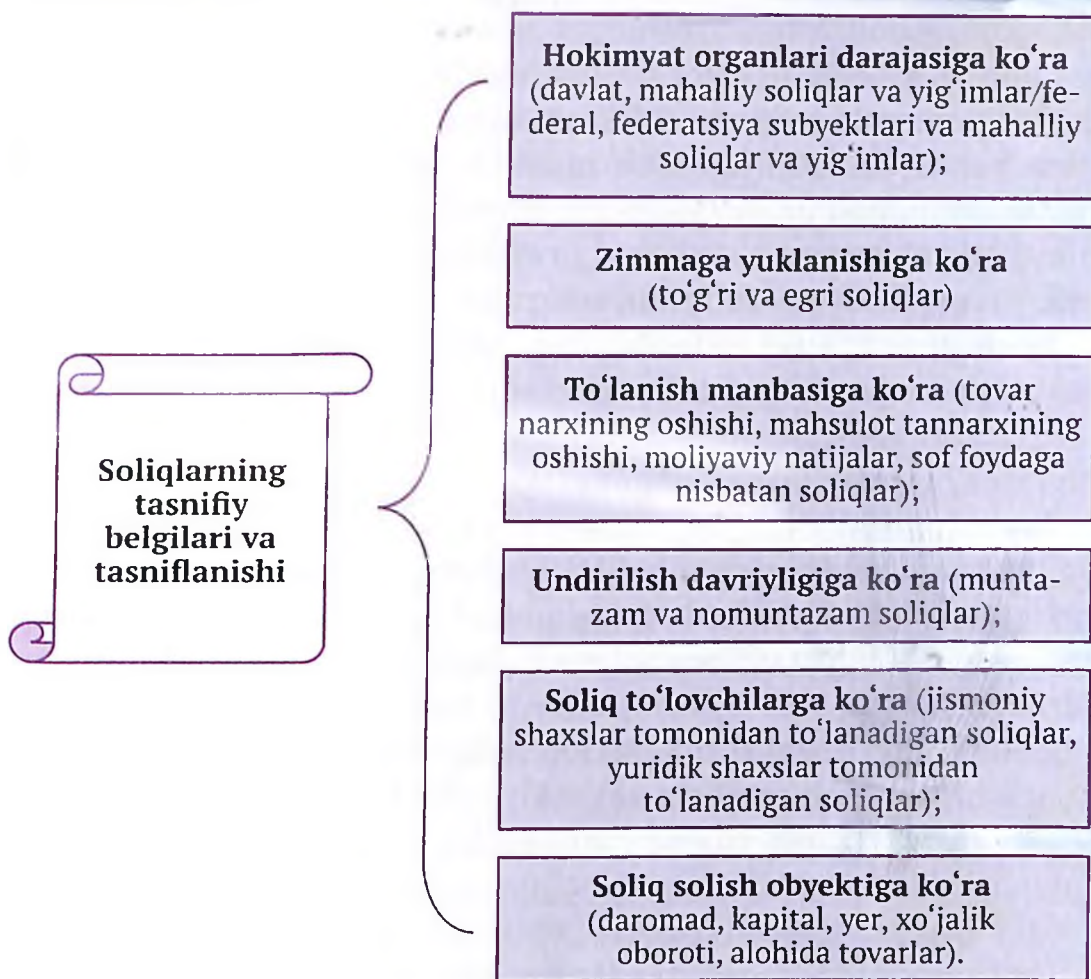 Soliqlarning
tasnifiy
belgilari va
tasniflanishi
Hokimyat organlari darajasiga ko‘ra
(davlat, mahalliy soliqlar va yig‘imlar/fe-
deral, federatsiya subyektlari va mahalliy
soliqlar va yig‘imlar);
Zimmaga yuklanishiga ko‘ra
(to‘g‘ri va egri soliqlar)
To‘lanish manbasiga ko‘ra (tovar
narxining oshishi, mahsulot tannarxining
oshishi, moliyaviy natijalar, sof foydaga
nisbatan soliqlar);
Undirilish davriyligiga ko‘ra (munta-
zam va nomuntazam soliqlar);
Soliq to‘lovchilarga ko‘ra (jismoniy
shaxslar tomonidan to‘lanadigan soliqlar,
yuridik shaxslar tomonidan
to‘lanadigan soliqlar);
Soliq solish obyektiga ko‘ra
(daromad, kapital, yer, xo‘jalik
oboroti, alohida tovarlar).